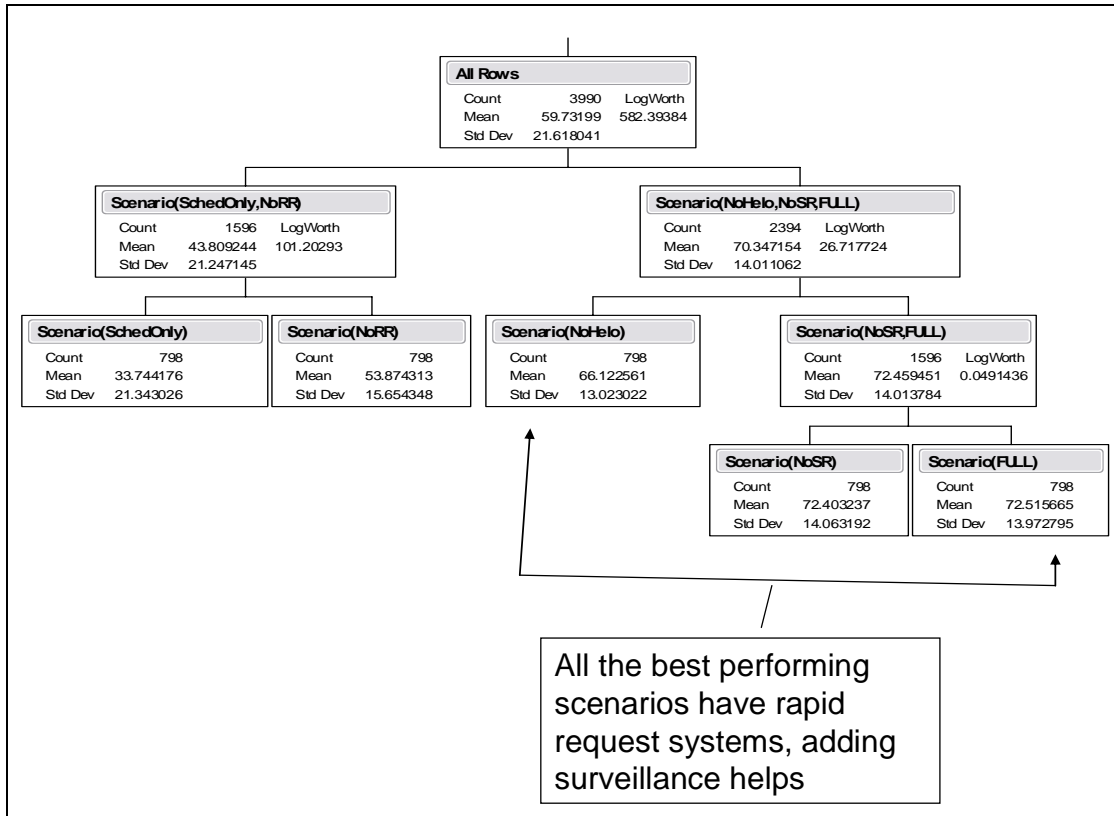 All Rows
Count 3990 LogWorth
Mean 59.73199 582.39384
Std Dev 21.618041
Scenario(SchedOnly,NoRR)
Count 1596 LogWorth
Mean 43.809244 101.20293
Std Dev 21.247145
Scenario(NoHelo,NoSR,FULL)
Count 2394 LogWorth
Mean 70.347154 26.717724
Std Dev 14.011062
Scenario(SchedOnly)
Count 798
Mean 33.744176
Std Dev 21.343026
Scenario(NoRR)
Count 798
Mean 53.874313
Std Dev 15.654348
Scenario(NoHelo)
Count 798
Mean 66.122561
Std Dev 13.023022
Scenario(NoSR,FULL)
Count 1596 LogWorth
Mean 72.459451 0.0491436
Std Dev 14.013784
Scenario(NoSR)
Count 798
Mean 72.403237
Std Dev 14.063192
Scenario(FULL)
Count 798
Mean 72.515665
Std Dev 13.972795
All the best performing
scenarios have rapid
request systems, adding
surveillance helps